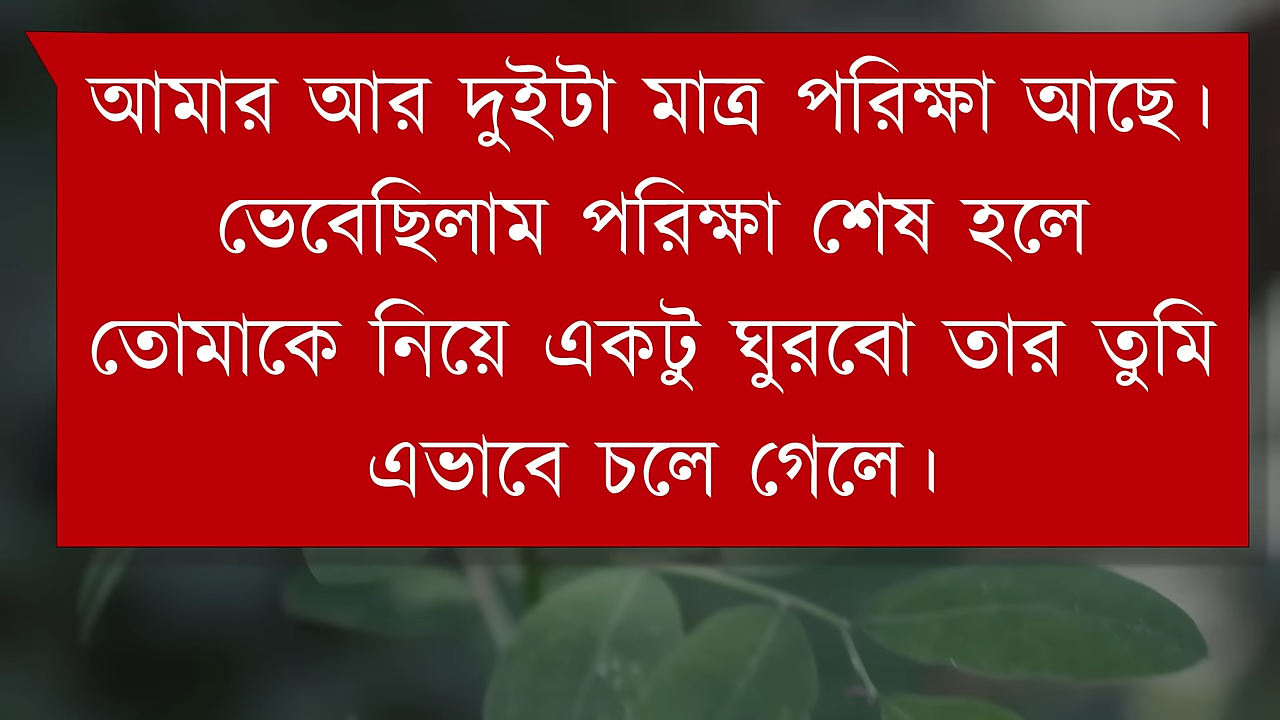 আমার আর দুইটা মাত্র পরিক্ষা আছে।
ভেবেছিলাম পরিক্ষা শেষ হলে
তোমাকে নিয়ে একটু ঘুরবো তার তুমি
এভাবে চলে গেলে।